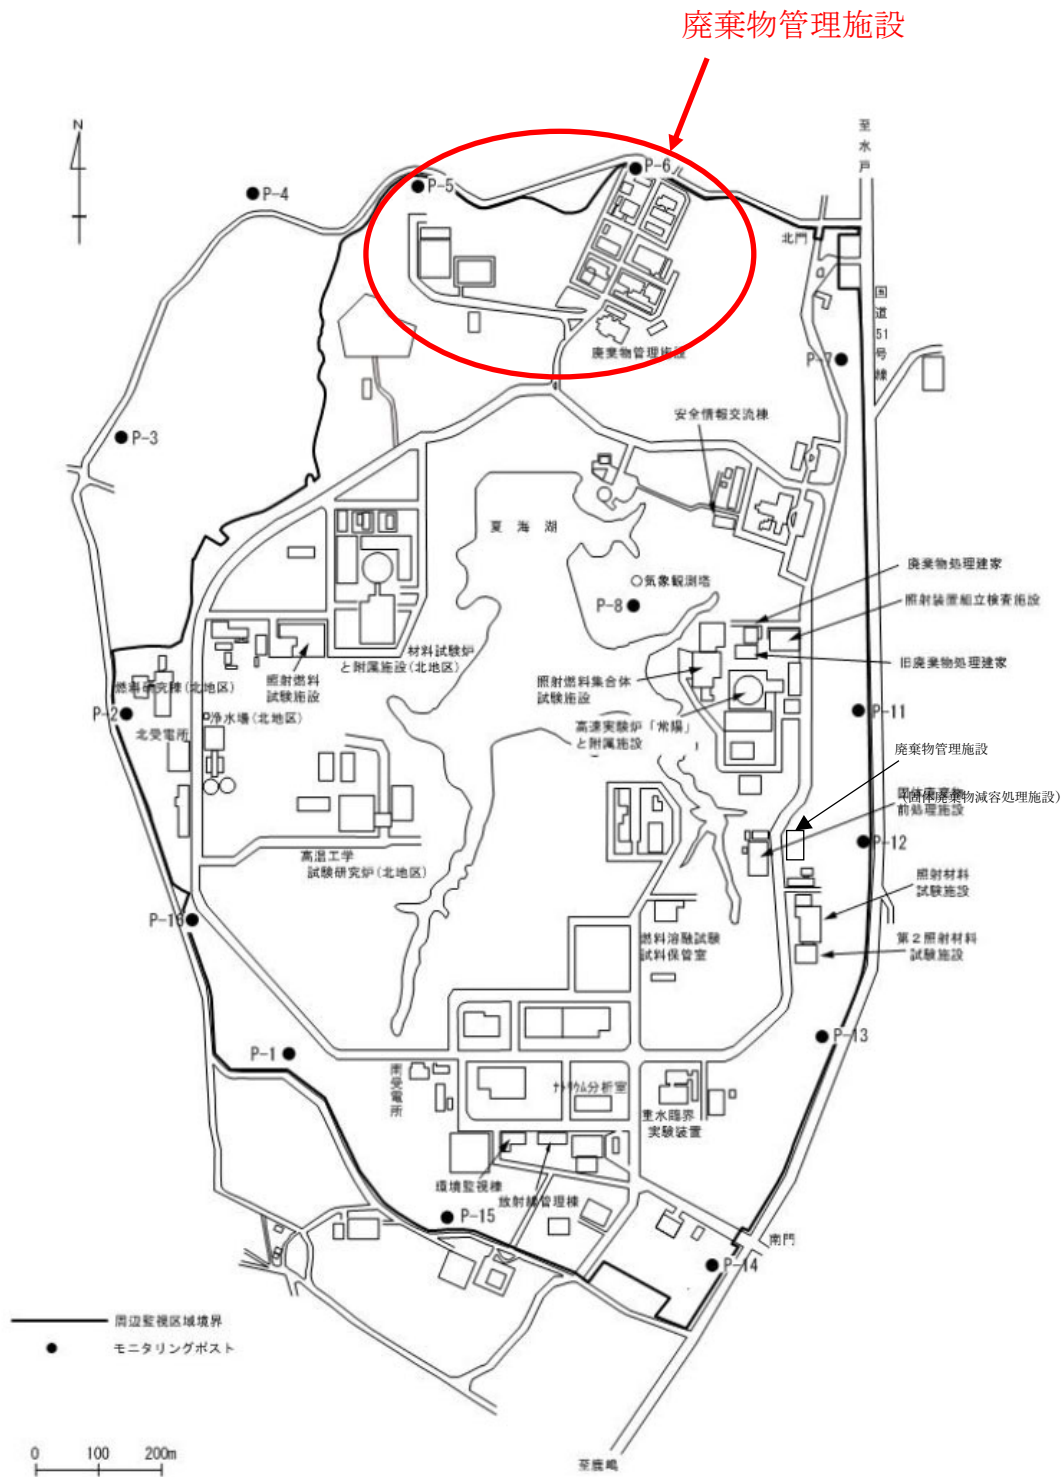 廃棄物管理施設
N
至水戸
P-6
P-5
P-4
北門
国道51号線
廃棄物管理施設
P-7
安全情報交流棟
P-3
夏海湖
廃棄物処理建家
気象観測塔
P-8
照射装置組立検査施設
材料試験炉
と附属施設(北地区)
旧廃棄物処理建家
照射燃料
試験施設
照射燃料集合体
試験施設
燃料研究棟(北地区)
P-2
浄水場(北地区)
P-11
高速実験炉「常陽」
と附属施設
北受電所
廃棄物管理施設
(固体廃棄物減容処理施設)
固体廃棄物
前処理施設
P-12
高温工学
試験研究炉(北地区)
照射材料
試験施設
P-16
燃料溶融試験
試料保管室
第2照射材料
試験施設
P-13
P-1
南受電所
ナトリウム分析室
重水臨界
実験装置
環境監視棟
放射線管理棟
P-15
南門
P-14
周辺監視区域境界
モニタリングポスト
0 100 200m
至鹿嶋